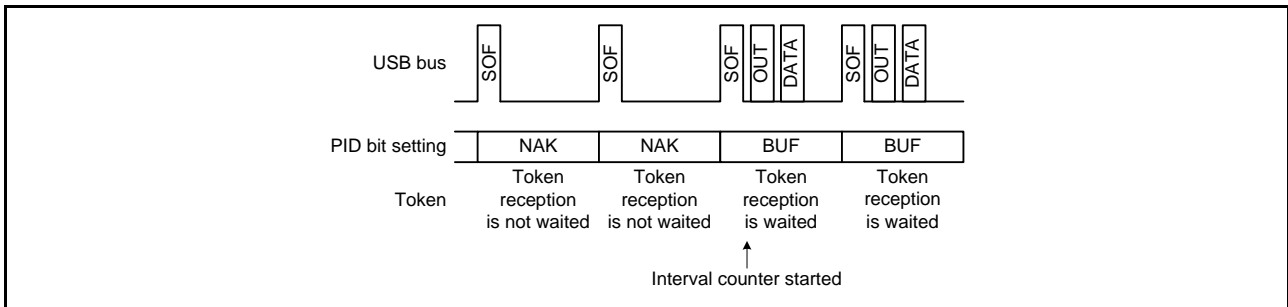 USB bus SOF SOF SOF OUT DATA SOF OUT DATA
PID bit setting NAK NAK BUF BUF
Token Token Token Token
Token reception reception reception reception
is not waited is not waited is waited is waited
Interval counter started